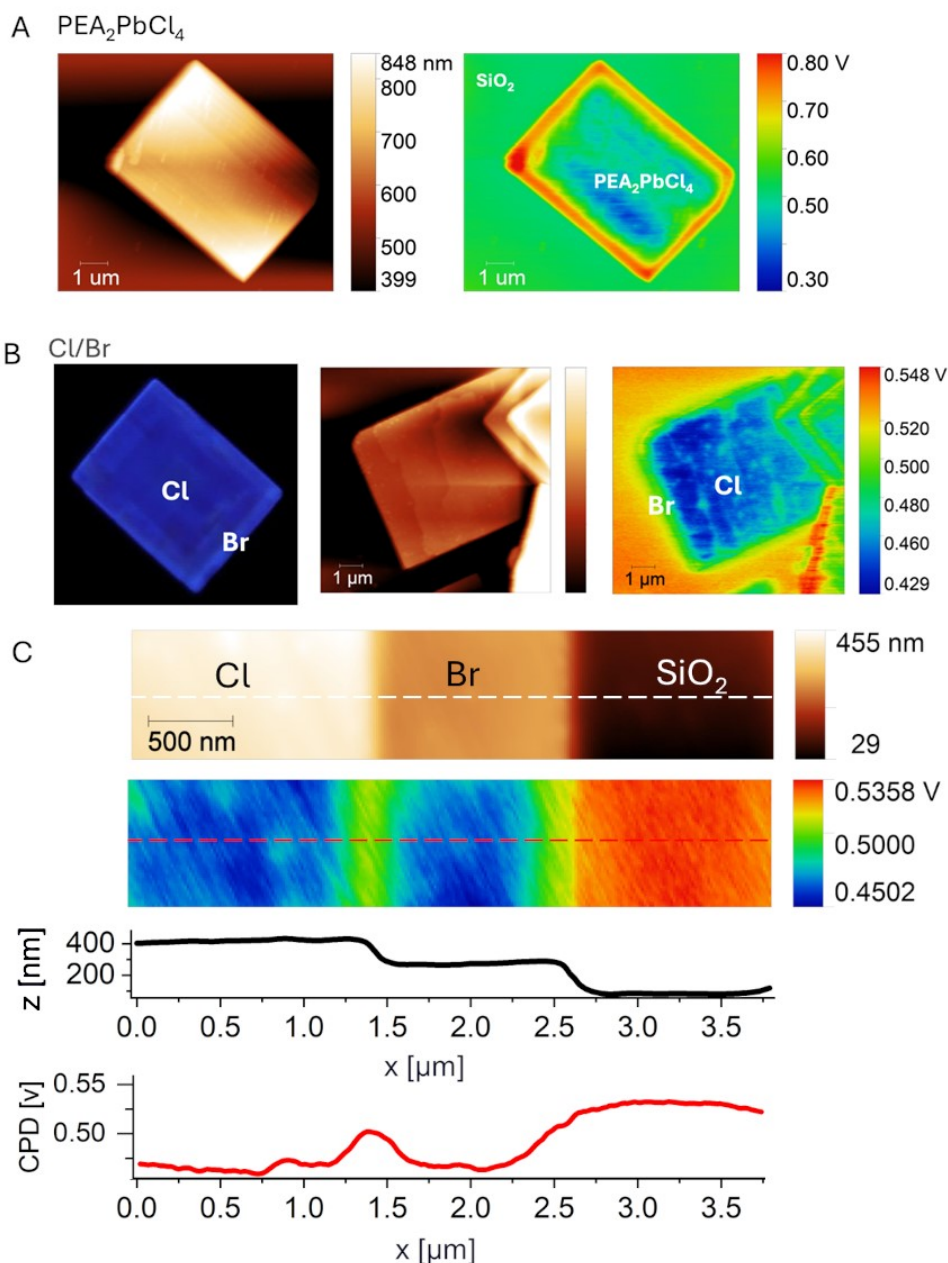 A PEA₂PbCl₄
848 nm
800
700
600
500
399
1 um
SiO₂
PEA₂PbCl₄
1 um
0.80 V
0.70
0.60
0.50
0.30
B Cl/Br
Cl
Br
1 µm
Br
Cl
1 µm
0.548 V
0.520
0.500
0.480
0.460
0.429
C
Cl
Br
SiO₂
500 nm
455 nm
29
0.5358 V
0.5000
0.4502
z [nm]
400
200
0.0 0.5 1.0 1.5 2.0 2.5 3.0 3.5
x [µm]
CPD [v]
0.55
0.50
0.0 0.5 1.0 1.5 2.0 2.5 3.0 3.5
x [µm]